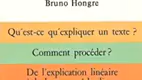 Bruno Hongre
Qu'est-ce qu'expliquer un texte ?
Comment procéder ?
De l'explication linéaire